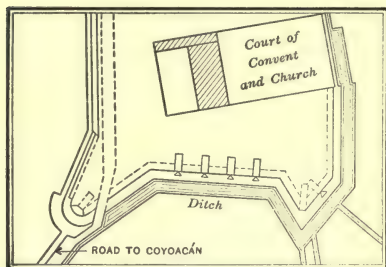 Court of
Convent
and Church
Ditch
ROAD TO COYOACÁN